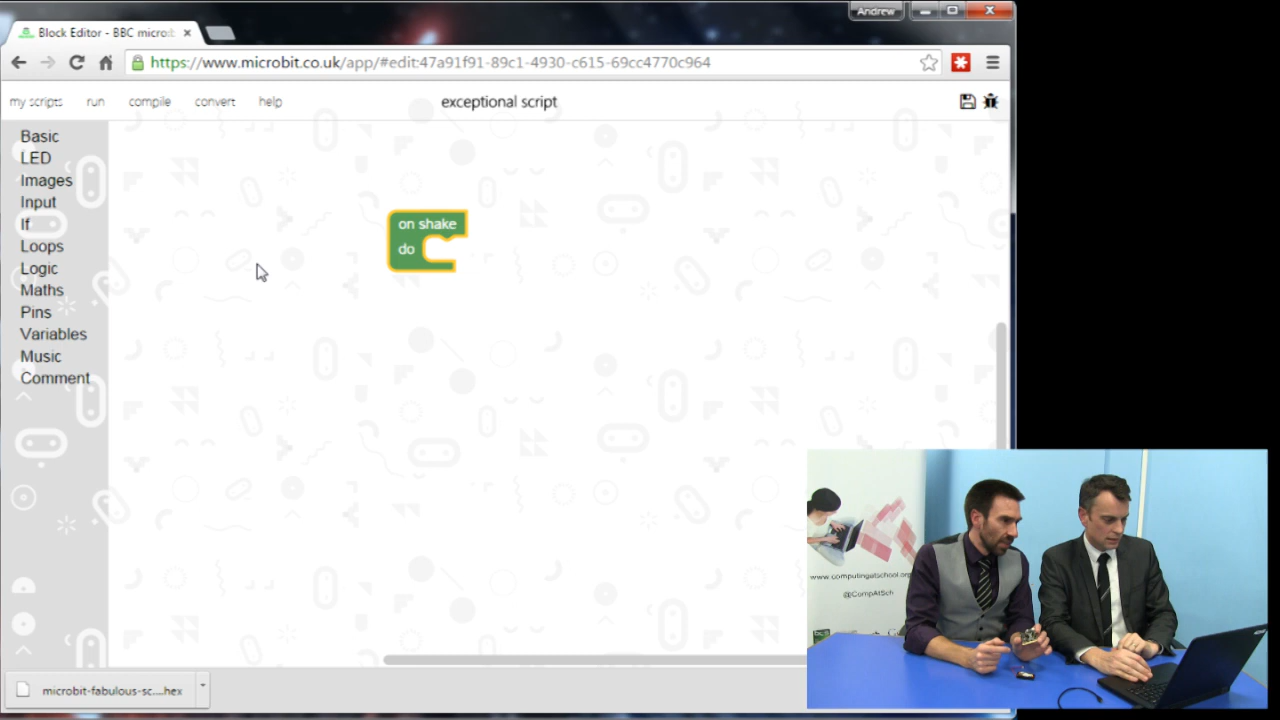 Andrew
Block Editor - BBC micro:b
https://www.microbit.co.uk/app/#edit:47a91f91-89c1-4930-c615-69cc4770c964
my scripts run compile convert help exceptional script
Basic
LED
Images
Input
If
Loops
Logic
Maths
Pins
Variables
Music
Comment
on shake
do
microbit-fabulous-sc....hex
www.computingatschool.org
@CompAtSch